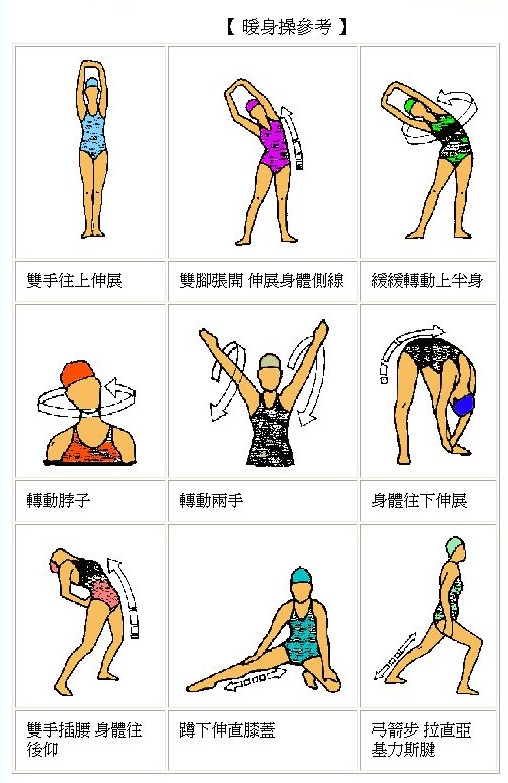 【 暖身操參考 】
雙手往上伸展
雙腳張開 伸展身體側線
緩緩轉動上半身
轉動脖子
轉動兩手
身體往下伸展
雙手插腰 身體往
後仰
蹲下伸直膝蓋
弓箭步 拉直亞
基力斯腱